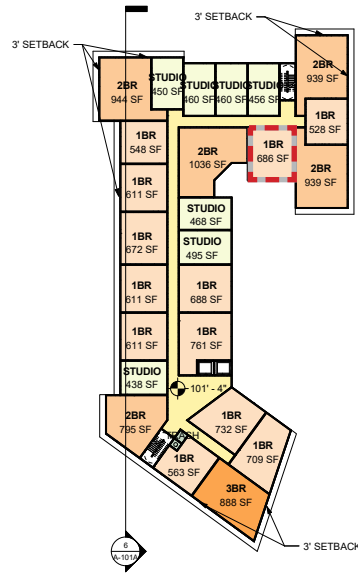 3' SETBACK
3' SETBACK
2BR
944 SF
STUDIO
450 SF
460 SF
460 SF
456 SF
2BR
939 SF
1BR
528 SF
1BR
548 SF
2BR
1036 SF
1BR
686 SF
2BR
939 SF
1BR
611 SF
STUDIO
468 SF
1BR
672 SF
STUDIO
495 SF
1BR
611 SF
1BR
688 SF
1BR
611 SF
1BR
761 SF
STUDIO
438 SF
101' - 4"
2BR
795 SF
1BR
732 SF
1BR
709 SF
1BR
563 SF
3BR
888 SF
3' SETBACK
6
A-101A